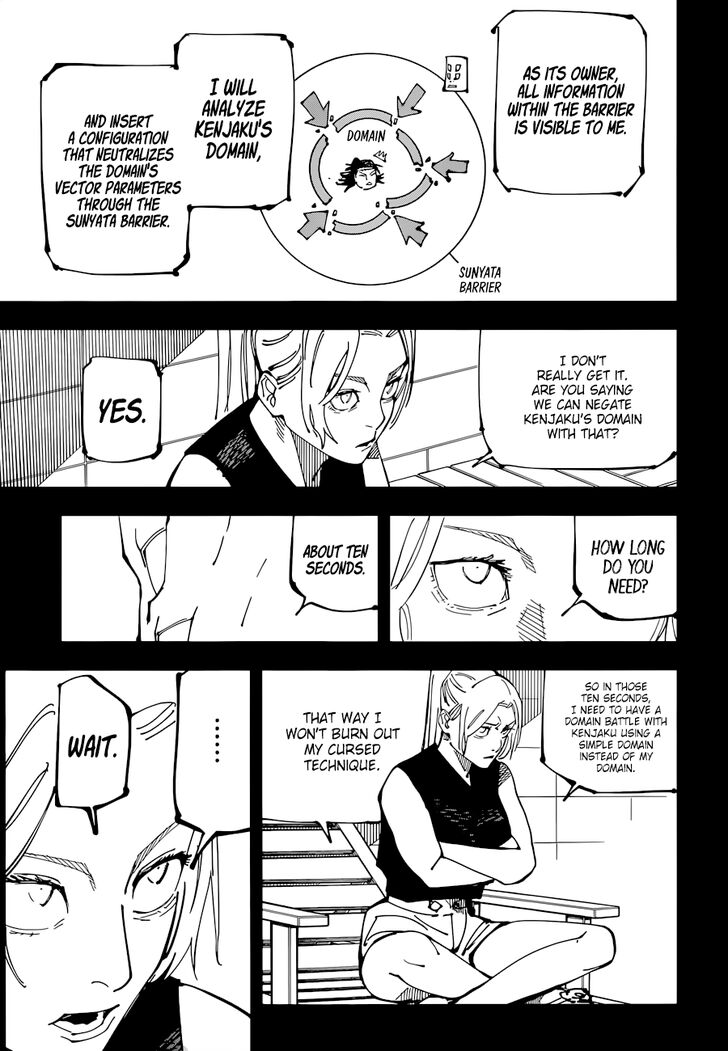 AS ITS OWNER,
ALL INFORMATION
WITHIN THE BARRIER
IS VISIBLE TO ME.
I WILL
ANALYZE
KENJAKU'S
DOMAIN,
AND INSERT
A CONFIGURATION
THAT NEUTRALIZES
THE DOMAIN'S
VECTOR PARAMETERS
THROUGH THE
SUNYATA BARRIER.
DOMAIN
SUNYATA
BARRIER
I DON'T
REALLY GET IT.
ARE YOU SAYING
WE CAN NEGATE
KENJAKU'S DOMAIN
WITH THAT?
YES.
HOW LONG
DO YOU
NEED?
ABOUT TEN
SECONDS.
SO IN THOSE
TEN SECONDS,
I NEED TO HAVE A
DOMAIN BATTLE WITH
KENJAKU USING A
SIMPLE DOMAIN
INSTEAD OF MY
DOMAIN.
THAT WAY I
WON'T BURN OUT
MY CURSED
TECHNIQUE.
......
WAIT.